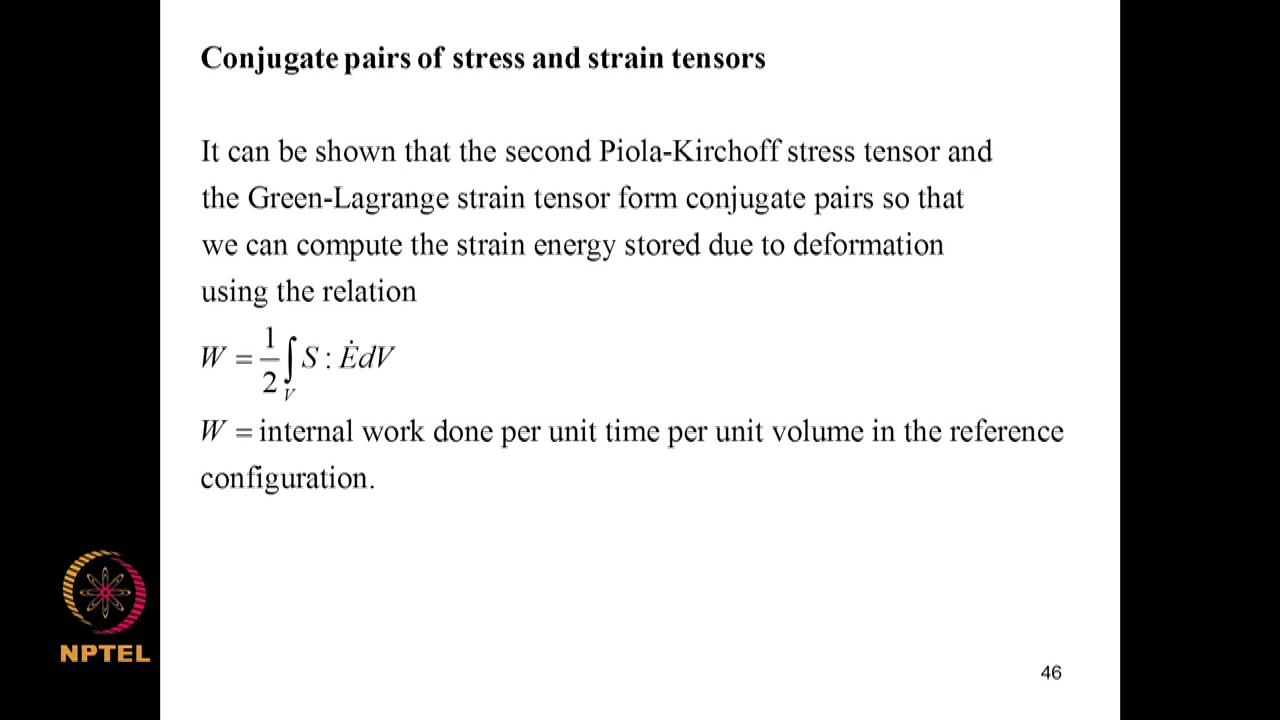 Conjugate pairs of stress and strain tensors
It can be shown that the second Piola-Kirchoff stress tensor and
the Green-Lagrange strain tensor form conjugate pairs so that
we can compute the strain energy stored due to deformation
using the relation
W = 1/2 ∫_V S : Ė dV
W = internal work done per unit time per unit volume in the reference
configuration.
NPTEL
46